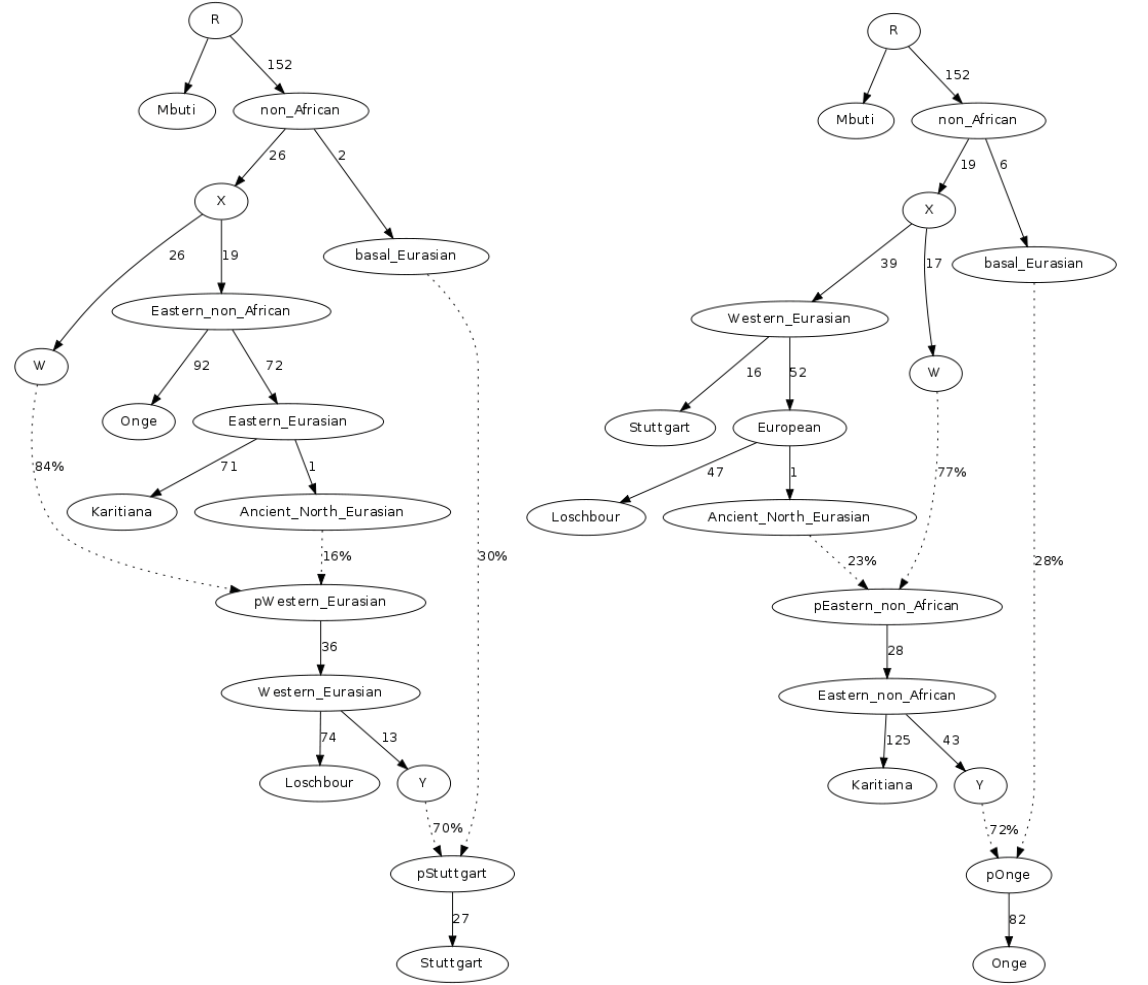 R
152
Mbuti
non_African
26
2
X
26
19
basal_Eurasian
Eastern_non_African
92
72
W
Onge
Eastern_Eurasian
84%
71
1
Karitiana
Ancient_North_Eurasian
16%
30%
pWestern_Eurasian
36
Western_Eurasian
74
13
Loschbour
Y
70%
pStuttgart
27
Stuttgart
R
152
Mbuti
non_African
19
6
X
39
17
basal_Eurasian
Western_Eurasian
16
52
W
Stuttgart
European
47
1
77%
Loschbour
Ancient_North_Eurasian
23%
28%
pEastern_non_African
28
Eastern_non_African
125
43
Karitiana
Y
72%
pOnge
82
Onge